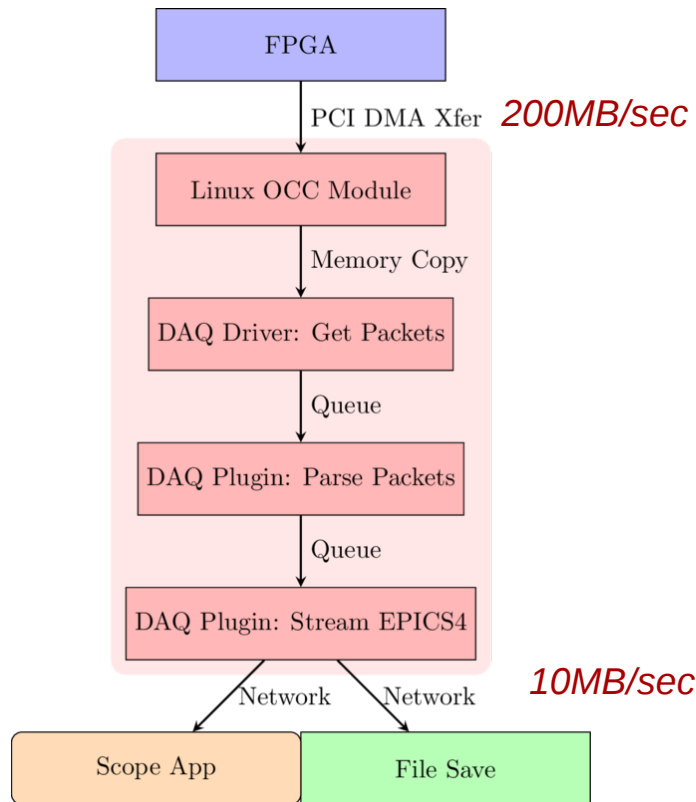 FPGA
PCI DMA Xfer
200MB/sec
Linux OCC Module
Memory Copy
DAQ Driver: Get Packets
Queue
DAQ Plugin: Parse Packets
Queue
DAQ Plugin: Stream EPICS4
10MB/sec
Network
Network
Scope App
File Save